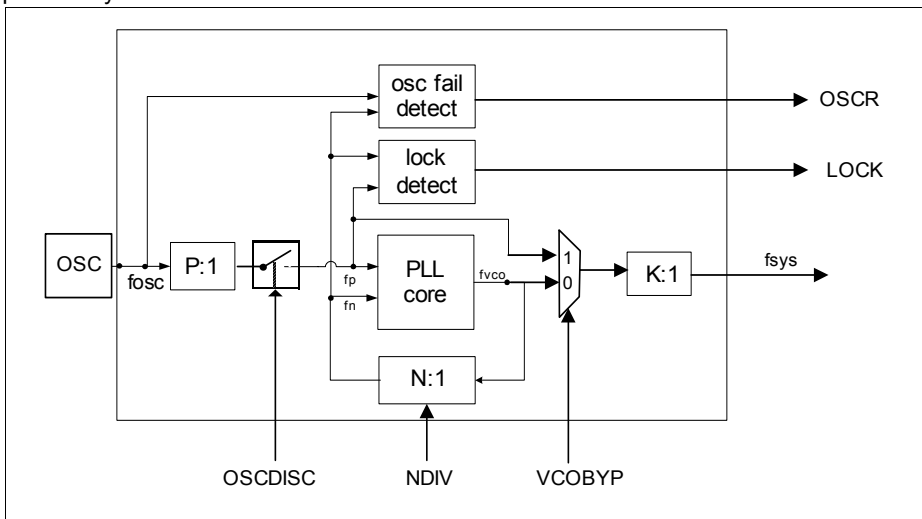 osc fail
detect
OSCR
lock
detect
LOCK
OSC
fosc
P:1
fp
fn
PLL
core
fvco
1
0
K:1
fsys
N:1
OSCDISC
NDIV
VCOBYP